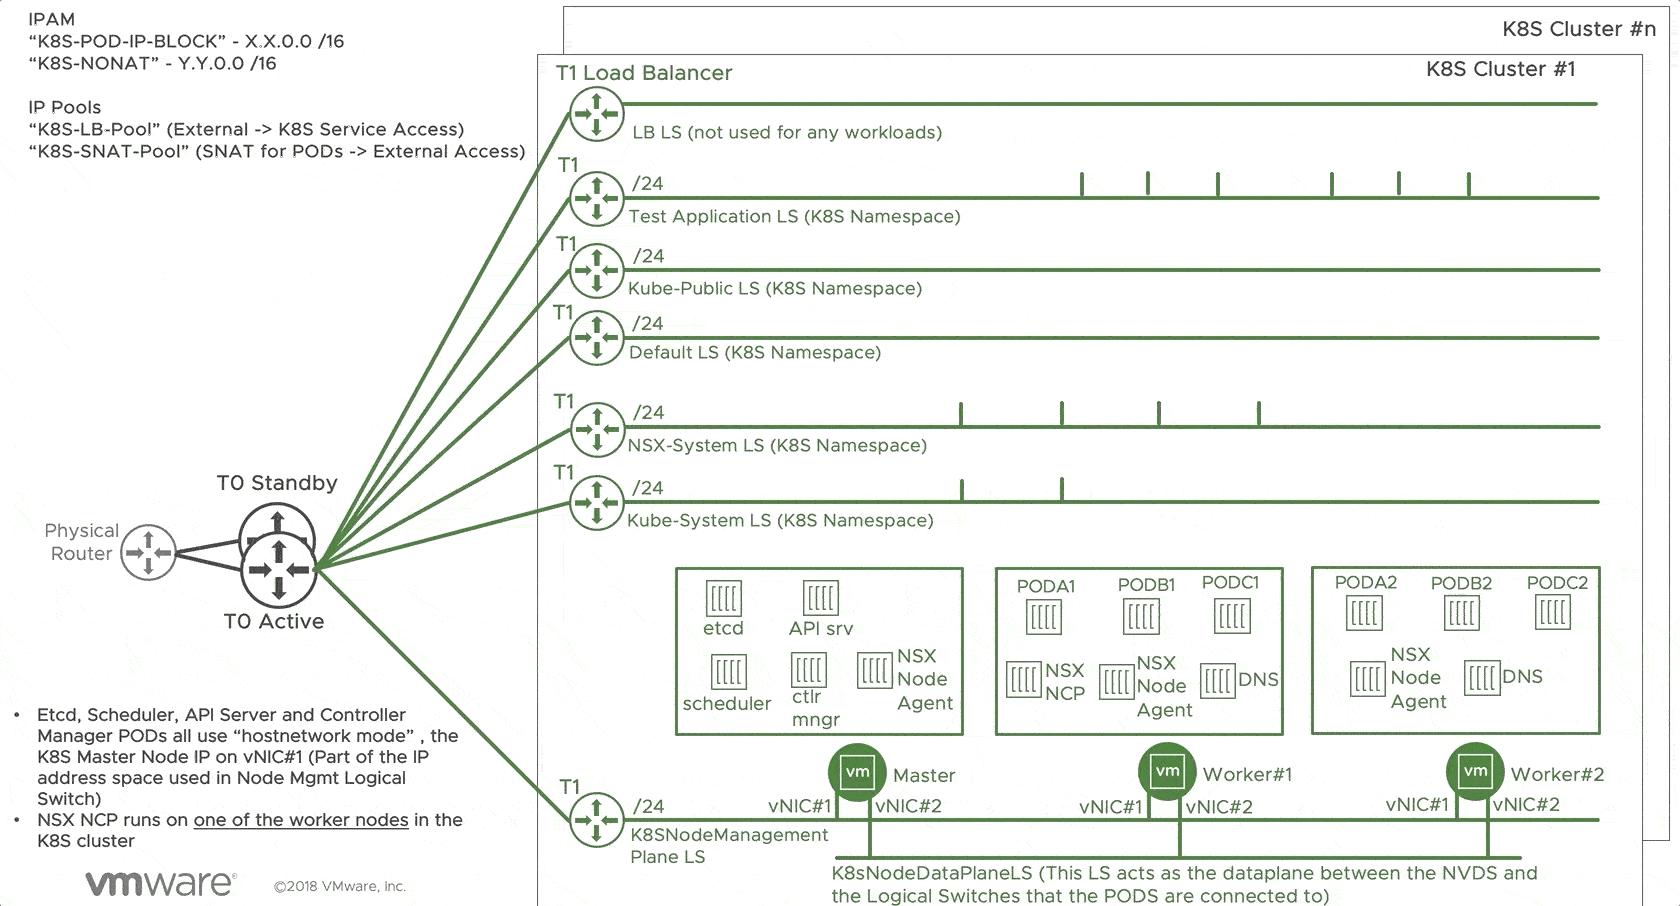 IPAM
“K8S-POD-IP-BLOCK” - X.X.0.0 /16
“K8S-NONAT” - Y.Y.0.0 /16
IP Pools
“K8S-LB-Pool” (External -> K8S Service Access)
“K8S-SNAT-Pool” (SNAT for PODs -> External Access)
K8S Cluster #n
K8S Cluster #1
T1 Load Balancer
LB LS (not used for any workloads)
T1
/24
Test Application LS (K8S Namespace)
T1
/24
Kube-Public LS (K8S Namespace)
T1
/24
Default LS (K8S Namespace)
T1
/24
NSX-System LS (K8S Namespace)
T1
/24
Kube-System LS (K8S Namespace)
T0 Standby
Physical
Router
T0 Active
etcd
API srv
scheduler
ctlr
mngr
NSX
Node
Agent
PODA1
PODB1
PODC1
NSX
NCP
NSX
Node
Agent
DNS
PODA2
PODB2
PODC2
NSX
Node
Agent
DNS
vm
Master
vNIC#1
vNIC#2
vm
Worker#1
vNIC#1
vNIC#2
vm
Worker#2
vNIC#1
vNIC#2
T1
/24
K8SNodeManagement
Plane LS
K8sNodeDataPlaneLS (This LS acts as the dataplane between the NVDS and
the Logical Switches that the PODS are connected to)
• Etcd, Scheduler, API Server and Controller
Manager PODs all use “hostnetwork mode” , the
K8S Master Node IP on vNIC#1 (Part of the IP
address space used in Node Mgmt Logical
Switch)
• NSX NCP runs on one of the worker nodes in the
K8S cluster
vmware®
©2018 VMware, Inc.